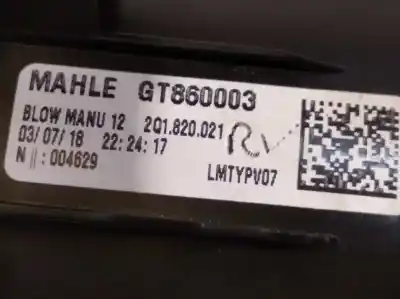 MAHLE GT860003
BLOW MANU 12 2Q1.820.021
03/07/18 22:24:17
N||: 004629 LMTYPV07